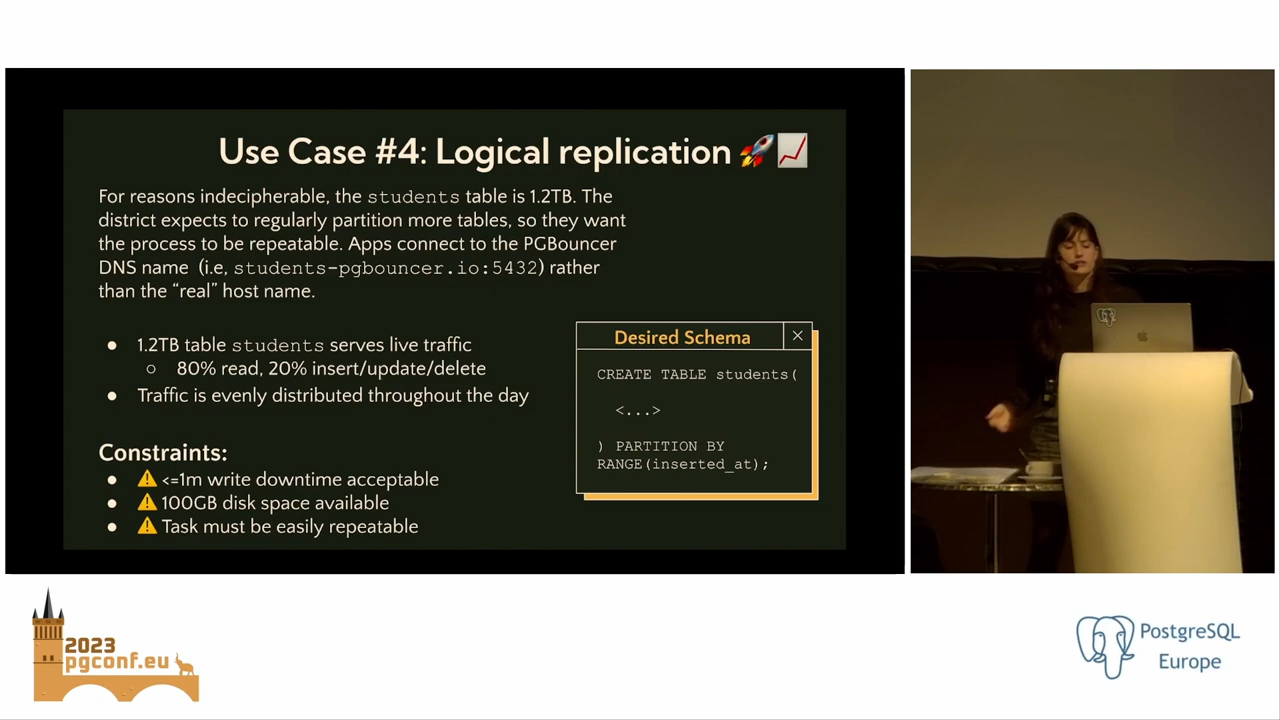 Use Case #4: Logical replication 🚀📈
For reasons indecipherable, the students table is 1.2TB. The
district expects to regularly partition more tables, so they want
the process to be repeatable. Apps connect to the PGBouncer
DNS name (i.e, students-pgbouncer.io:5432) rather
than the “real” host name.
● 1.2TB table students serves live traffic
○ 80% read, 20% insert/update/delete
● Traffic is evenly distributed throughout the day
Constraints:
● ⚠️ <=1m write downtime acceptable
● ⚠️ 100GB disk space available
● ⚠️ Task must be easily repeatable
Desired Schema
CREATE TABLE students(
<...>
) PARTITION BY
RANGE(inserted_at);
2023
pgconf.eu
PostgreSQL
Europe